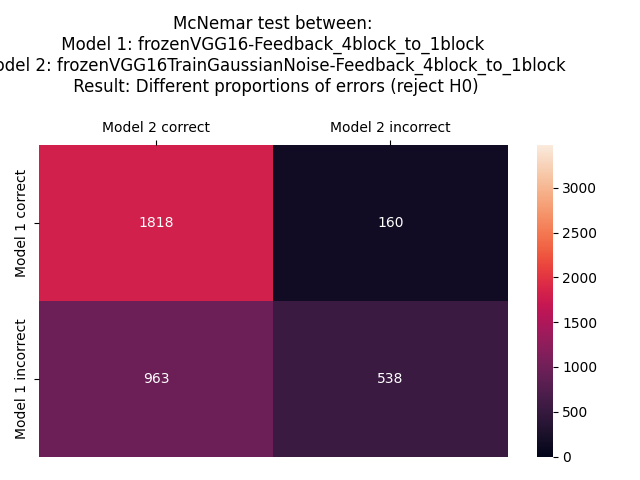 McNemar test between:
Model 1: frozenVGG16-Feedback_4block_to_1block
odel 2: frozenVGG16TrainGaussianNoise-Feedback_4block_to_1block
Result: Different proportions of errors (reject H0)
Model 2 correct
Model 2 incorrect
Model 1 correct
1818
160
Model 1 incorrect
963
538
3000
2500
2000
1500
1000
500
0